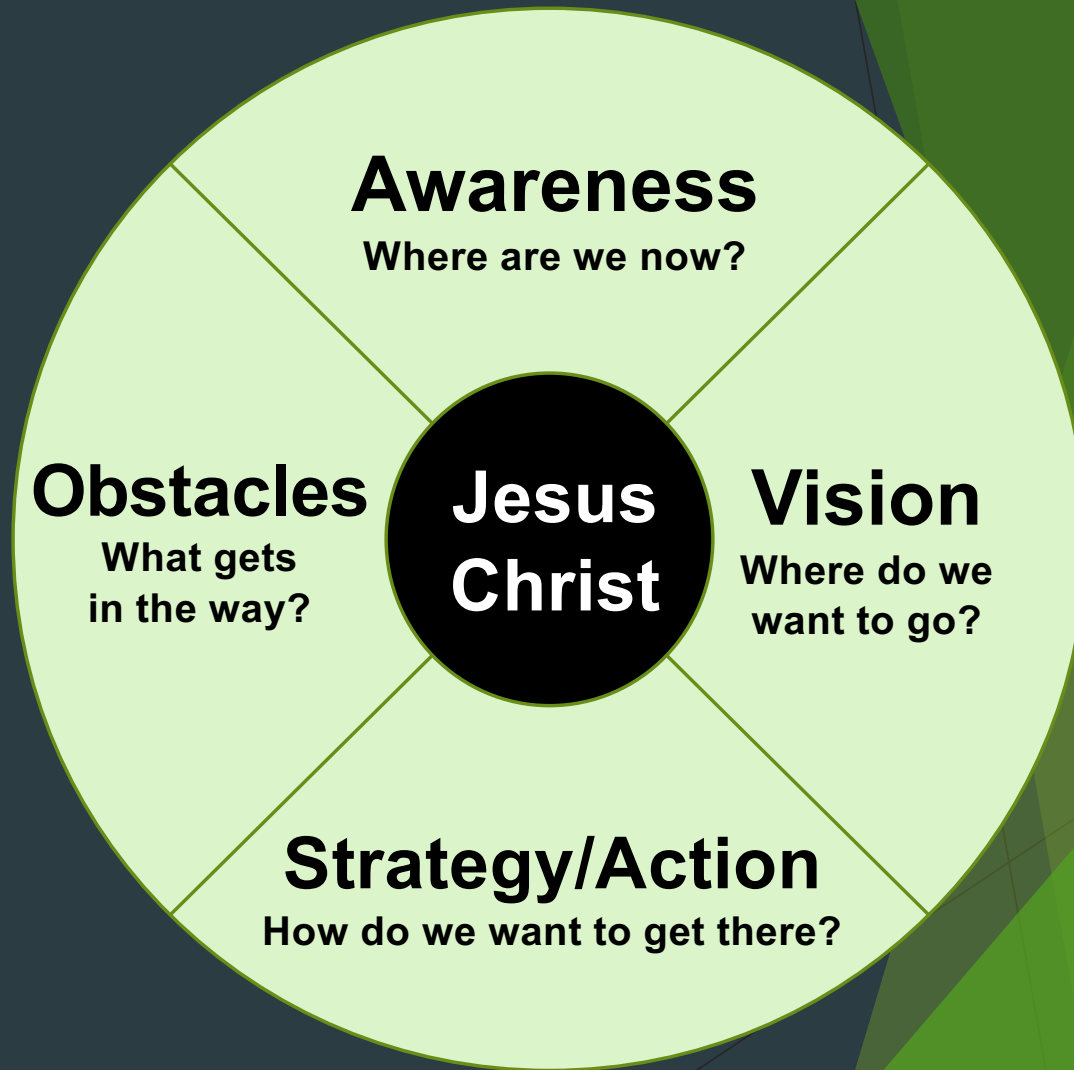 Awareness
Where are we now?
Obstacles
What gets
in the way?
Jesus
Christ
Vision
Where do we
want to go?
Strategy/Action
How do we want to get there?